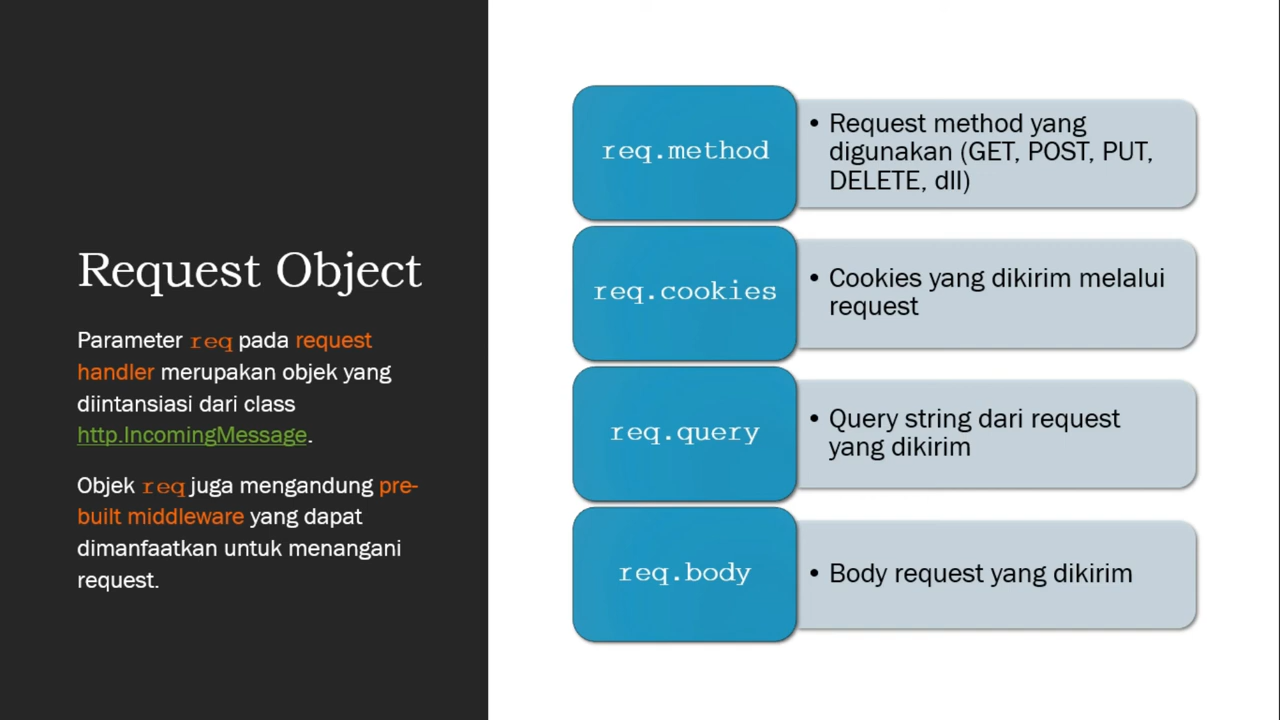 Request Object
Parameter req pada request
handler merupakan objek yang
diintansiasi dari class
http.IncomingMessage.
Objek req juga mengandung pre-
built middleware yang dapat
dimanfaatkan untuk menangani
request.
req.method
• Request method yang
digunakan (GET, POST, PUT,
DELETE, dll)
req.cookies
• Cookies yang dikirim melalui
request
req.query
• Query string dari request
yang dikirim
req.body
• Body request yang dikirim